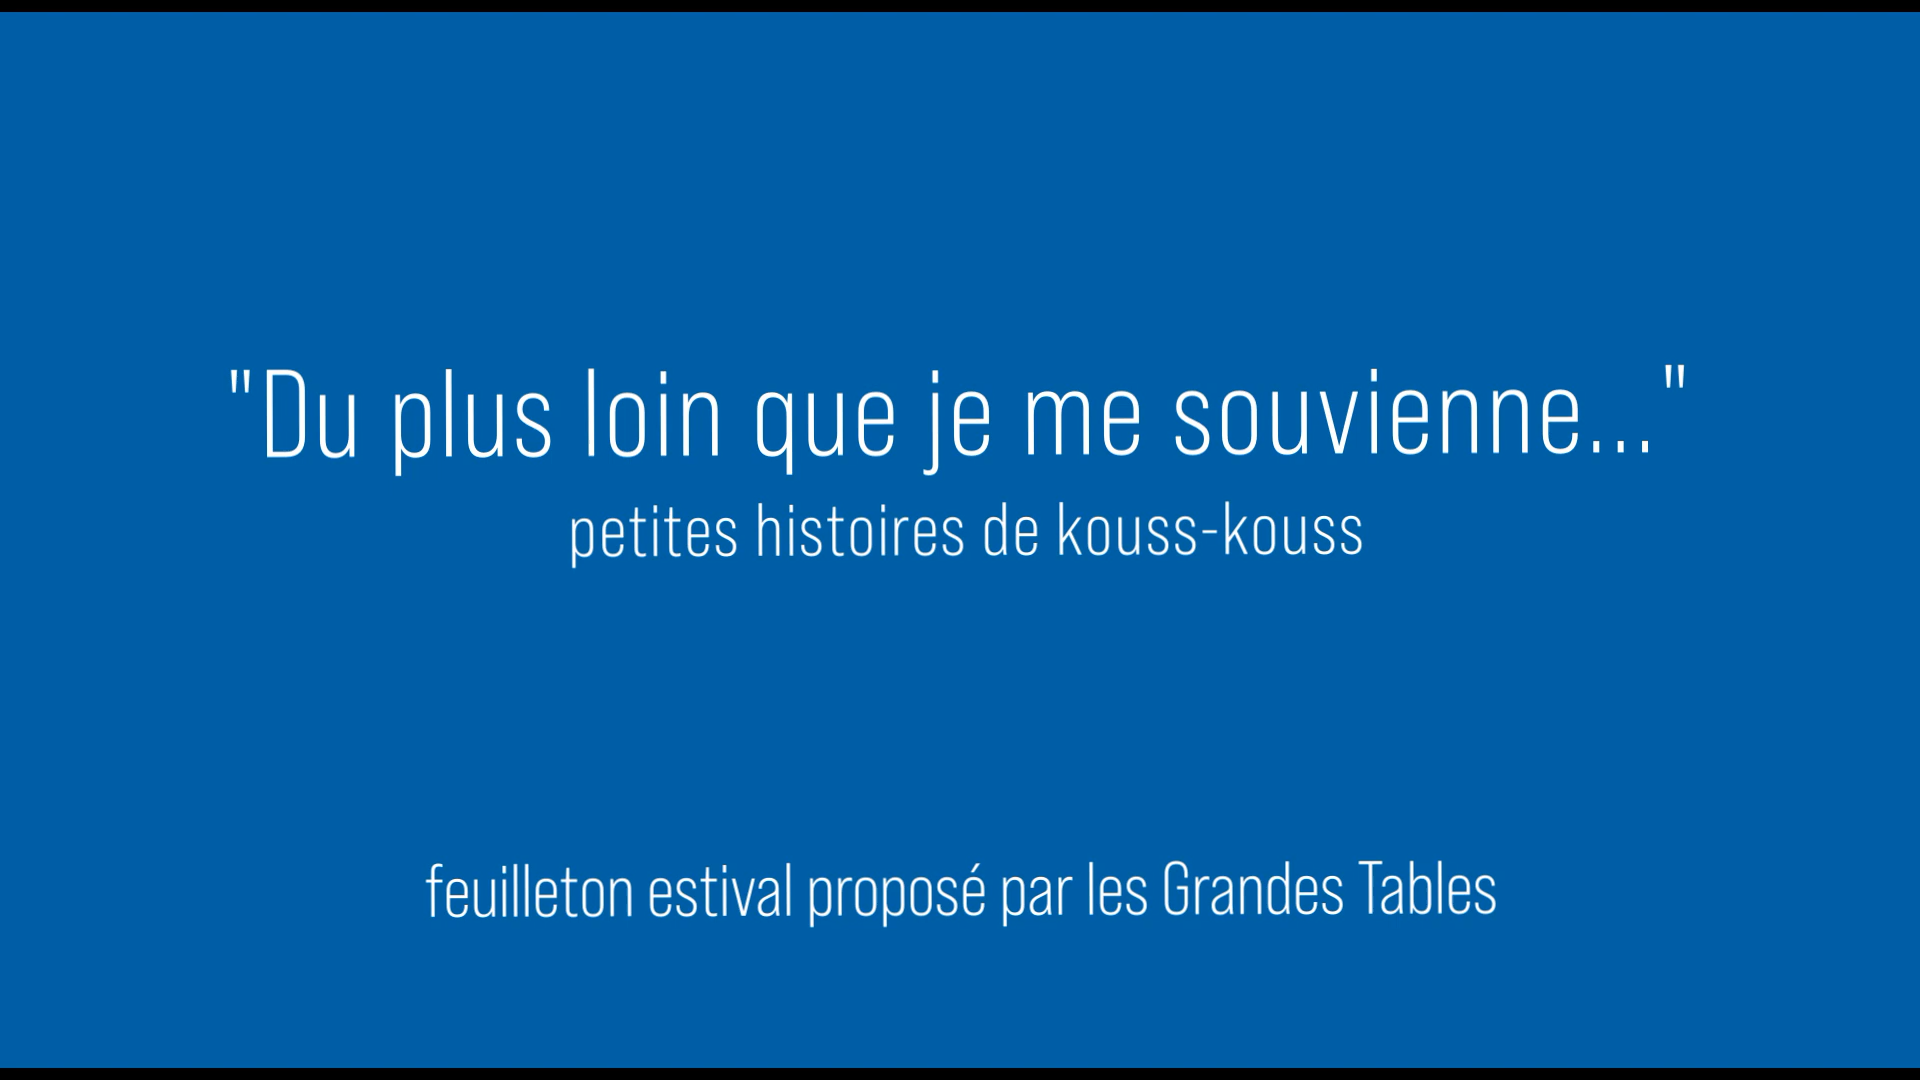 "Du plus loin que je me souvienne..."
petites histoires de kouss-kouss
feuilleton estival proposé par les Grandes Tables